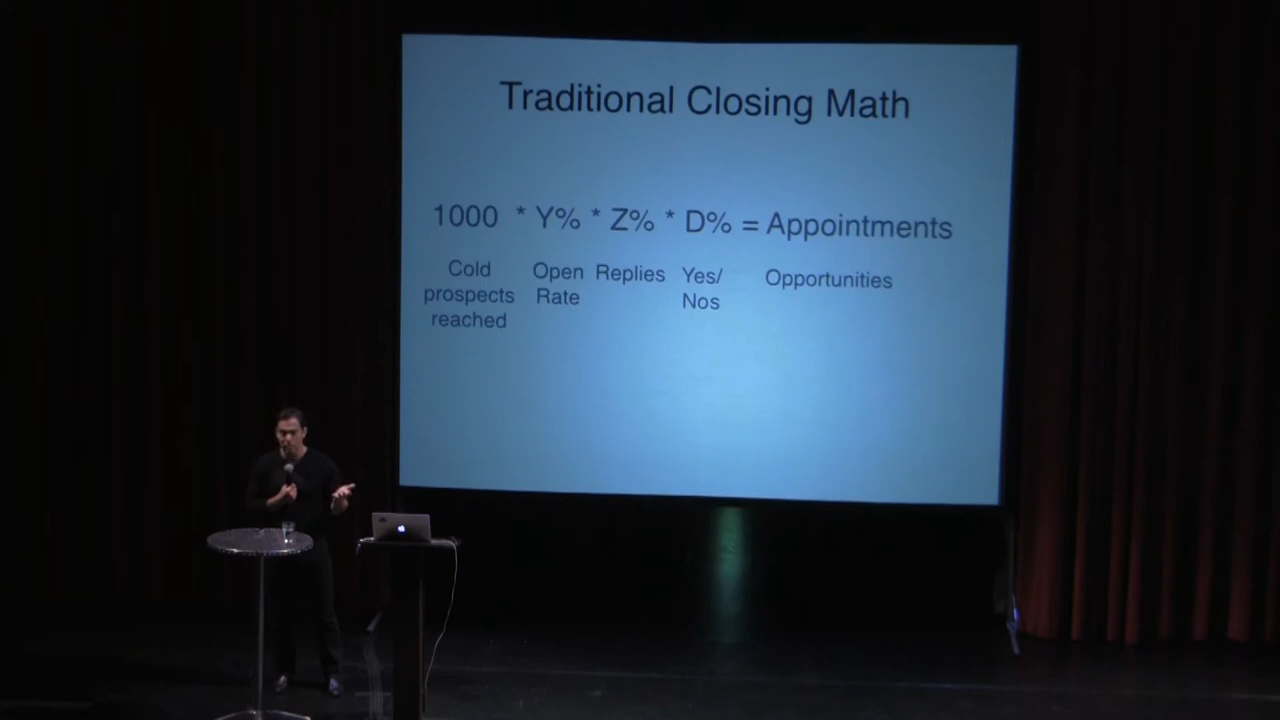 Traditional Closing Math
1000 * Y% * Z% * D% = Appointments
Cold prospects reached
Open Rate
Replies
Yes/ Nos
Opportunities